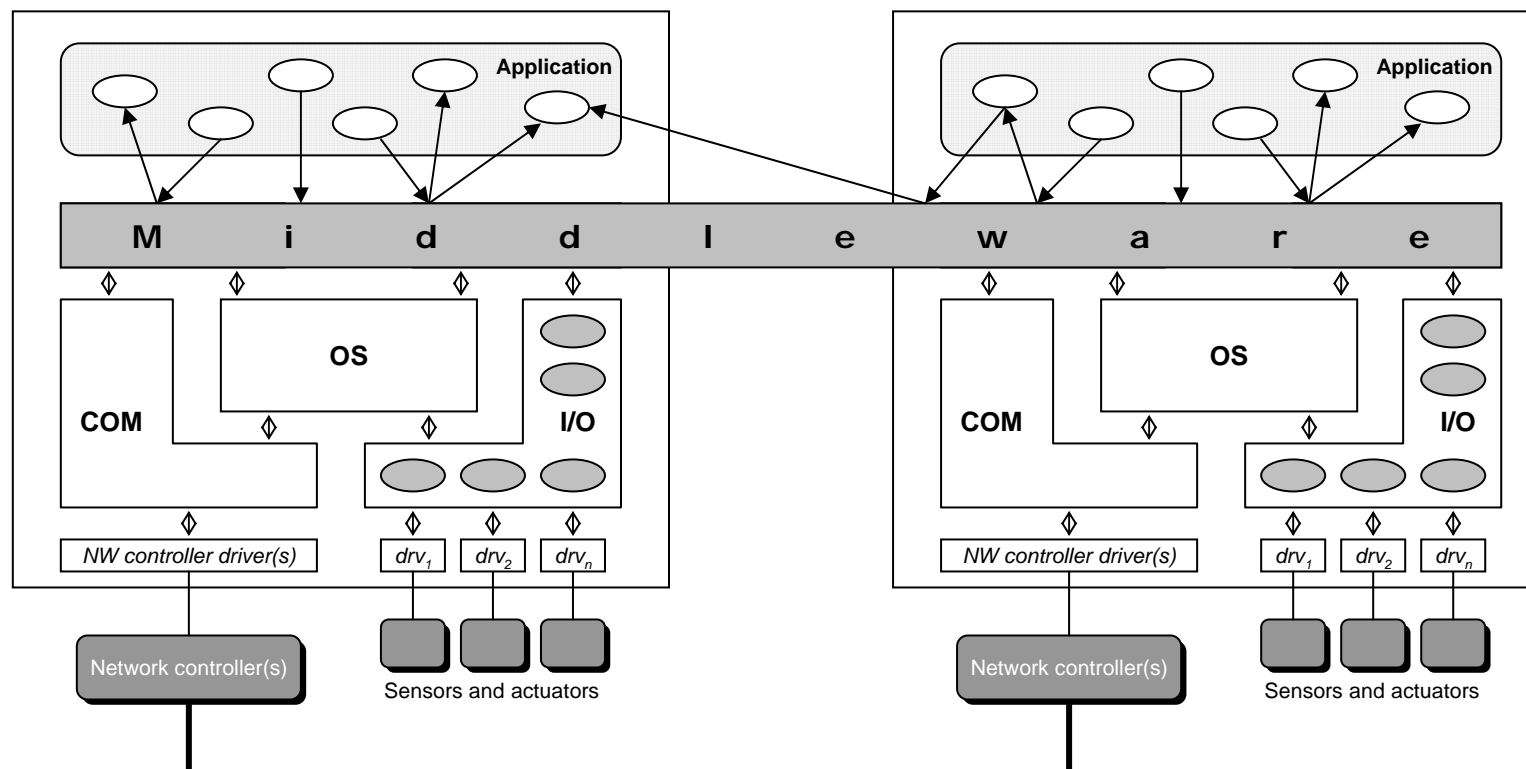 Application
Application
M i d d l e w a r e
OS
COM
I/O
OS
COM
I/O
NW controller driver(s)
drv1
drv2
drvn
NW controller driver(s)
drv1
drv2
drvn
Network controller(s)
Sensors and actuators
Network controller(s)
Sensors and actuators